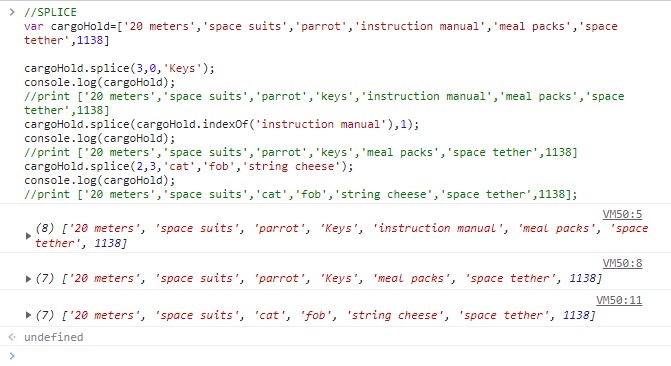 //SPLICE
var cargoHold=['20 meters','space suits','parrot','instruction manual','meal packs','space
tether',1138]
cargoHold.splice(3,0,'Keys');
console.log(cargoHold);
//print ['20 meters','space suits','parrot','keys','instruction manual','meal packs','space
tether',1138]
cargoHold.splice(cargoHold.indexOf('instruction manual'),1);
console.log(cargoHold);
//print ['20 meters','space suits','parrot','keys','meal packs','space tether',1138]
cargoHold.splice(2,3,'cat','fob','string cheese');
console.log(cargoHold);
//print ['20 meters','space suits','cat','fob','string cheese','space tether',1138];
VM50:5
(8) ['20 meters', 'space suits', 'parrot', 'Keys', 'instruction manual', 'meal packs', 'space
tether', 1138]
VM50:8
(7) ['20 meters', 'space suits', 'parrot', 'Keys', 'meal packs', 'space tether', 1138]
VM50:11
(7) ['20 meters', 'space suits', 'cat', 'fob', 'string cheese', 'space tether', 1138]
undefined